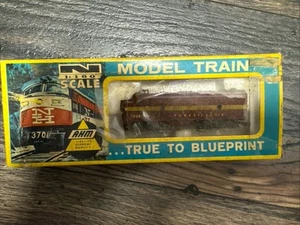 N
1:160
SCALE
MODEL TRAIN
370
AHM
PENNSYLVANIA
...TRUE TO BLUEPRINT